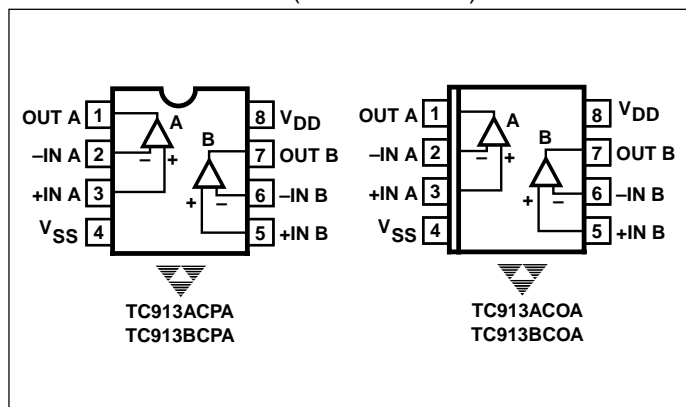 OUT A 1
–IN A 2
+IN A 3
VSS 4
A
– +
B
+ –
8 VDD
7 OUT B
6 –IN B
5 +IN B
TC913ACPA
TC913BCPA
OUT A 1
–IN A 2
+IN A 3
VSS 4
A
– +
B
+ –
8 VDD
7 OUT B
6 –IN B
5 +IN B
TC913ACOA
TC913BCOA